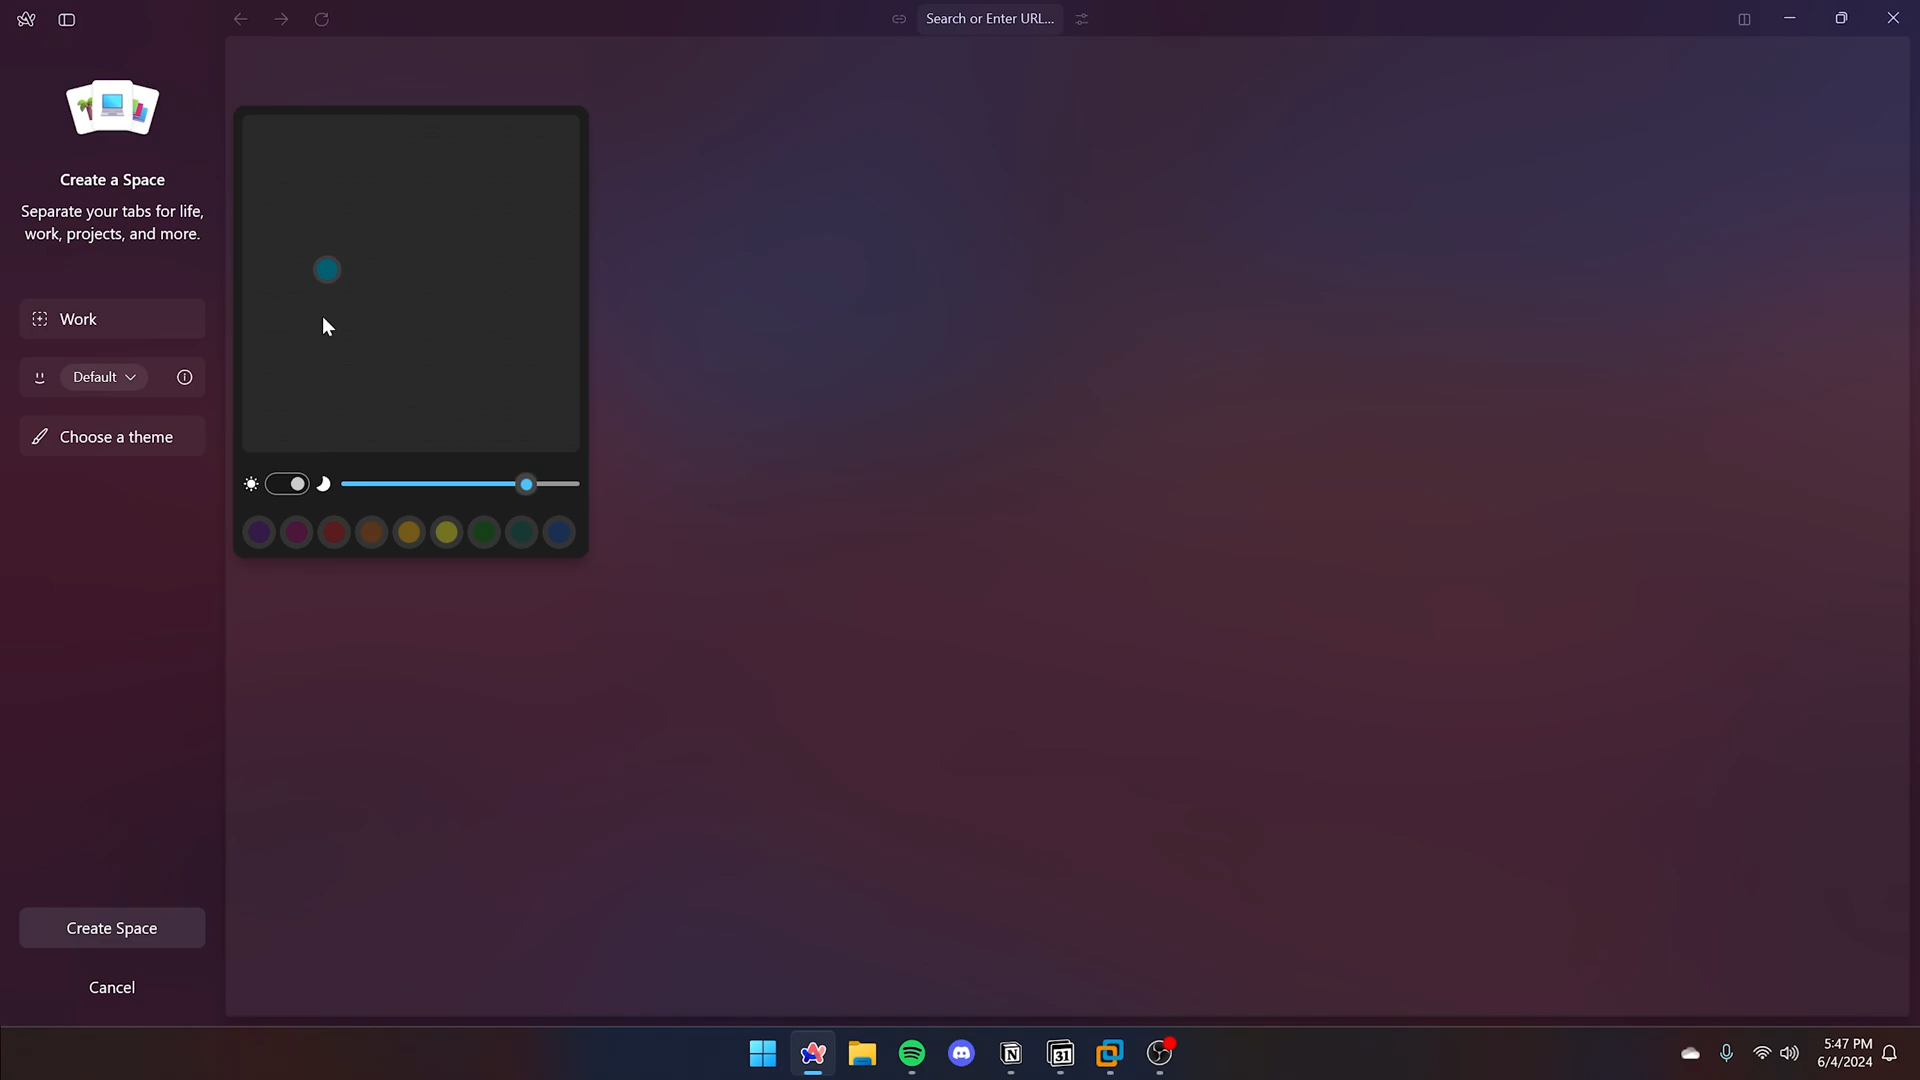 Search or Enter URL...
Create a Space
Separate your tabs for life,
work, projects, and more.
Work
Default
Choose a theme
Create Space
Cancel
N
31
5:47 PM
6/4/2024